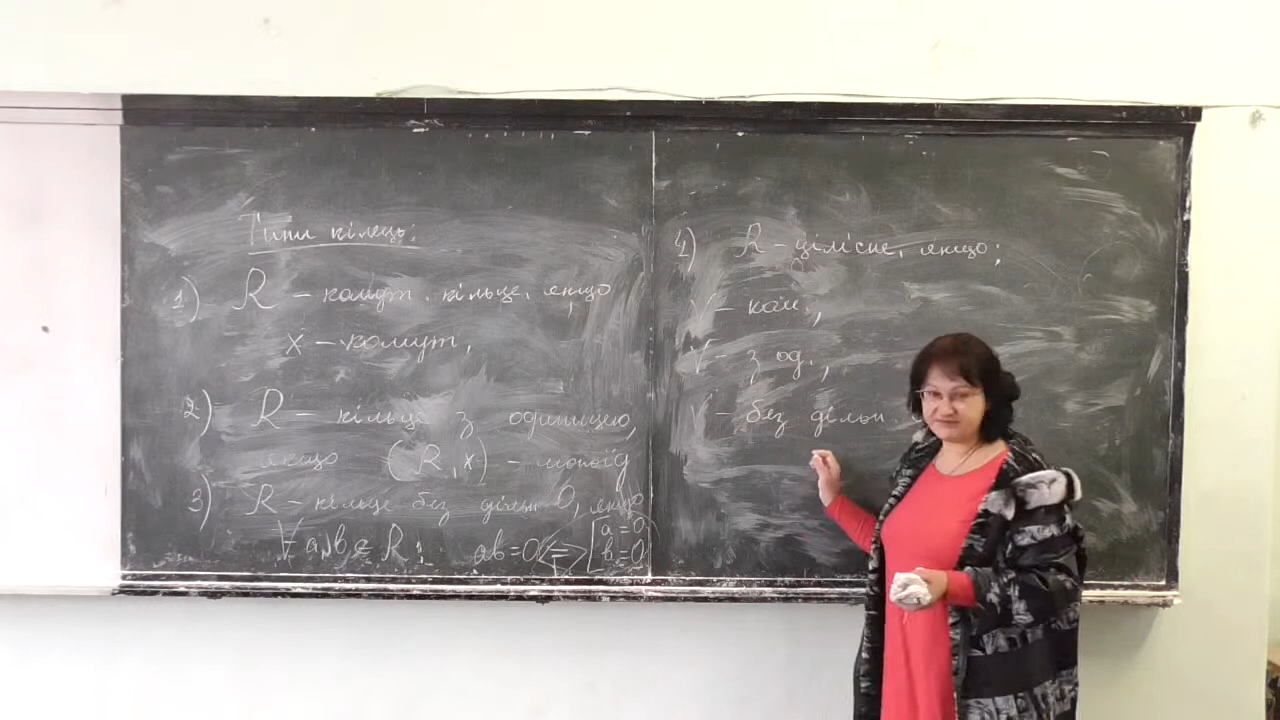 Типи кілець:
1) R – комут. кільце, якщо
x – комут,
2) R – кільце з одиницею,
якщо (R, x) – моноїд
3) R – кільце без дільн 0, якщо
∀ a, b ∈ R : ab = 0 <=> [a = 0
b = 0
4) R – цілісне, якщо:
V – ком.,
V – з од.,
V – без дільн.